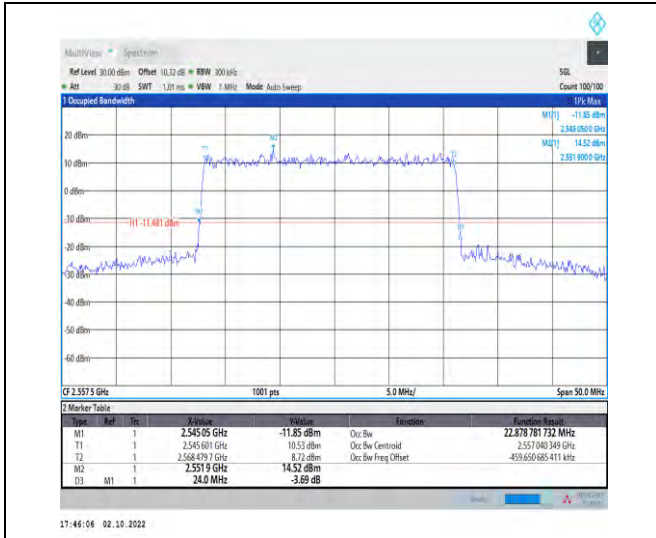 MultiView Spectrum
Ref Level 30.00 dBm Offset 10.32 dB RBW 300 kHz SGL
Att 30 dB SWT 1.01 ms VBW 1 MHz Mode Auto Sweep Count 100/100
1 Occupied Bandwidth 1Pk Max
M1[1] -11.85 dBm
2.545 050 0 GHz
M2[1] 14.52 dBm
2.551 900 0 GHz
20 dBm
T1
M2
T2
10 dBm
0 dBm
-10 dBm
M1
H1 -11.481 dBm
D3
-20 dBm
-30 dBm
-40 dBm
-50 dBm
-60 dBm
CF 2.557 5 GHz 1001 pts 5.0 MHz/ Span 50.0 MHz
2 Marker Table
Type Ref Trc X-Value Y-Value Function Function Result
M1 1 2.545 05 GHz -11.85 dBm Occ Bw 22.878 781 732 MHz
T1 1 2.545 601 GHz 10.53 dBm Occ Bw Centroid 2.557 040 349 GHz
T2 1 2.568 479 7 GHz 8.72 dBm Occ Bw Freq Offset -459.650 685 411 kHz
M2 1 2.551 9 GHz 14.52 dBm
D3 M1 1 24.0 MHz -3.69 dB
17:46:06 02.10.2022